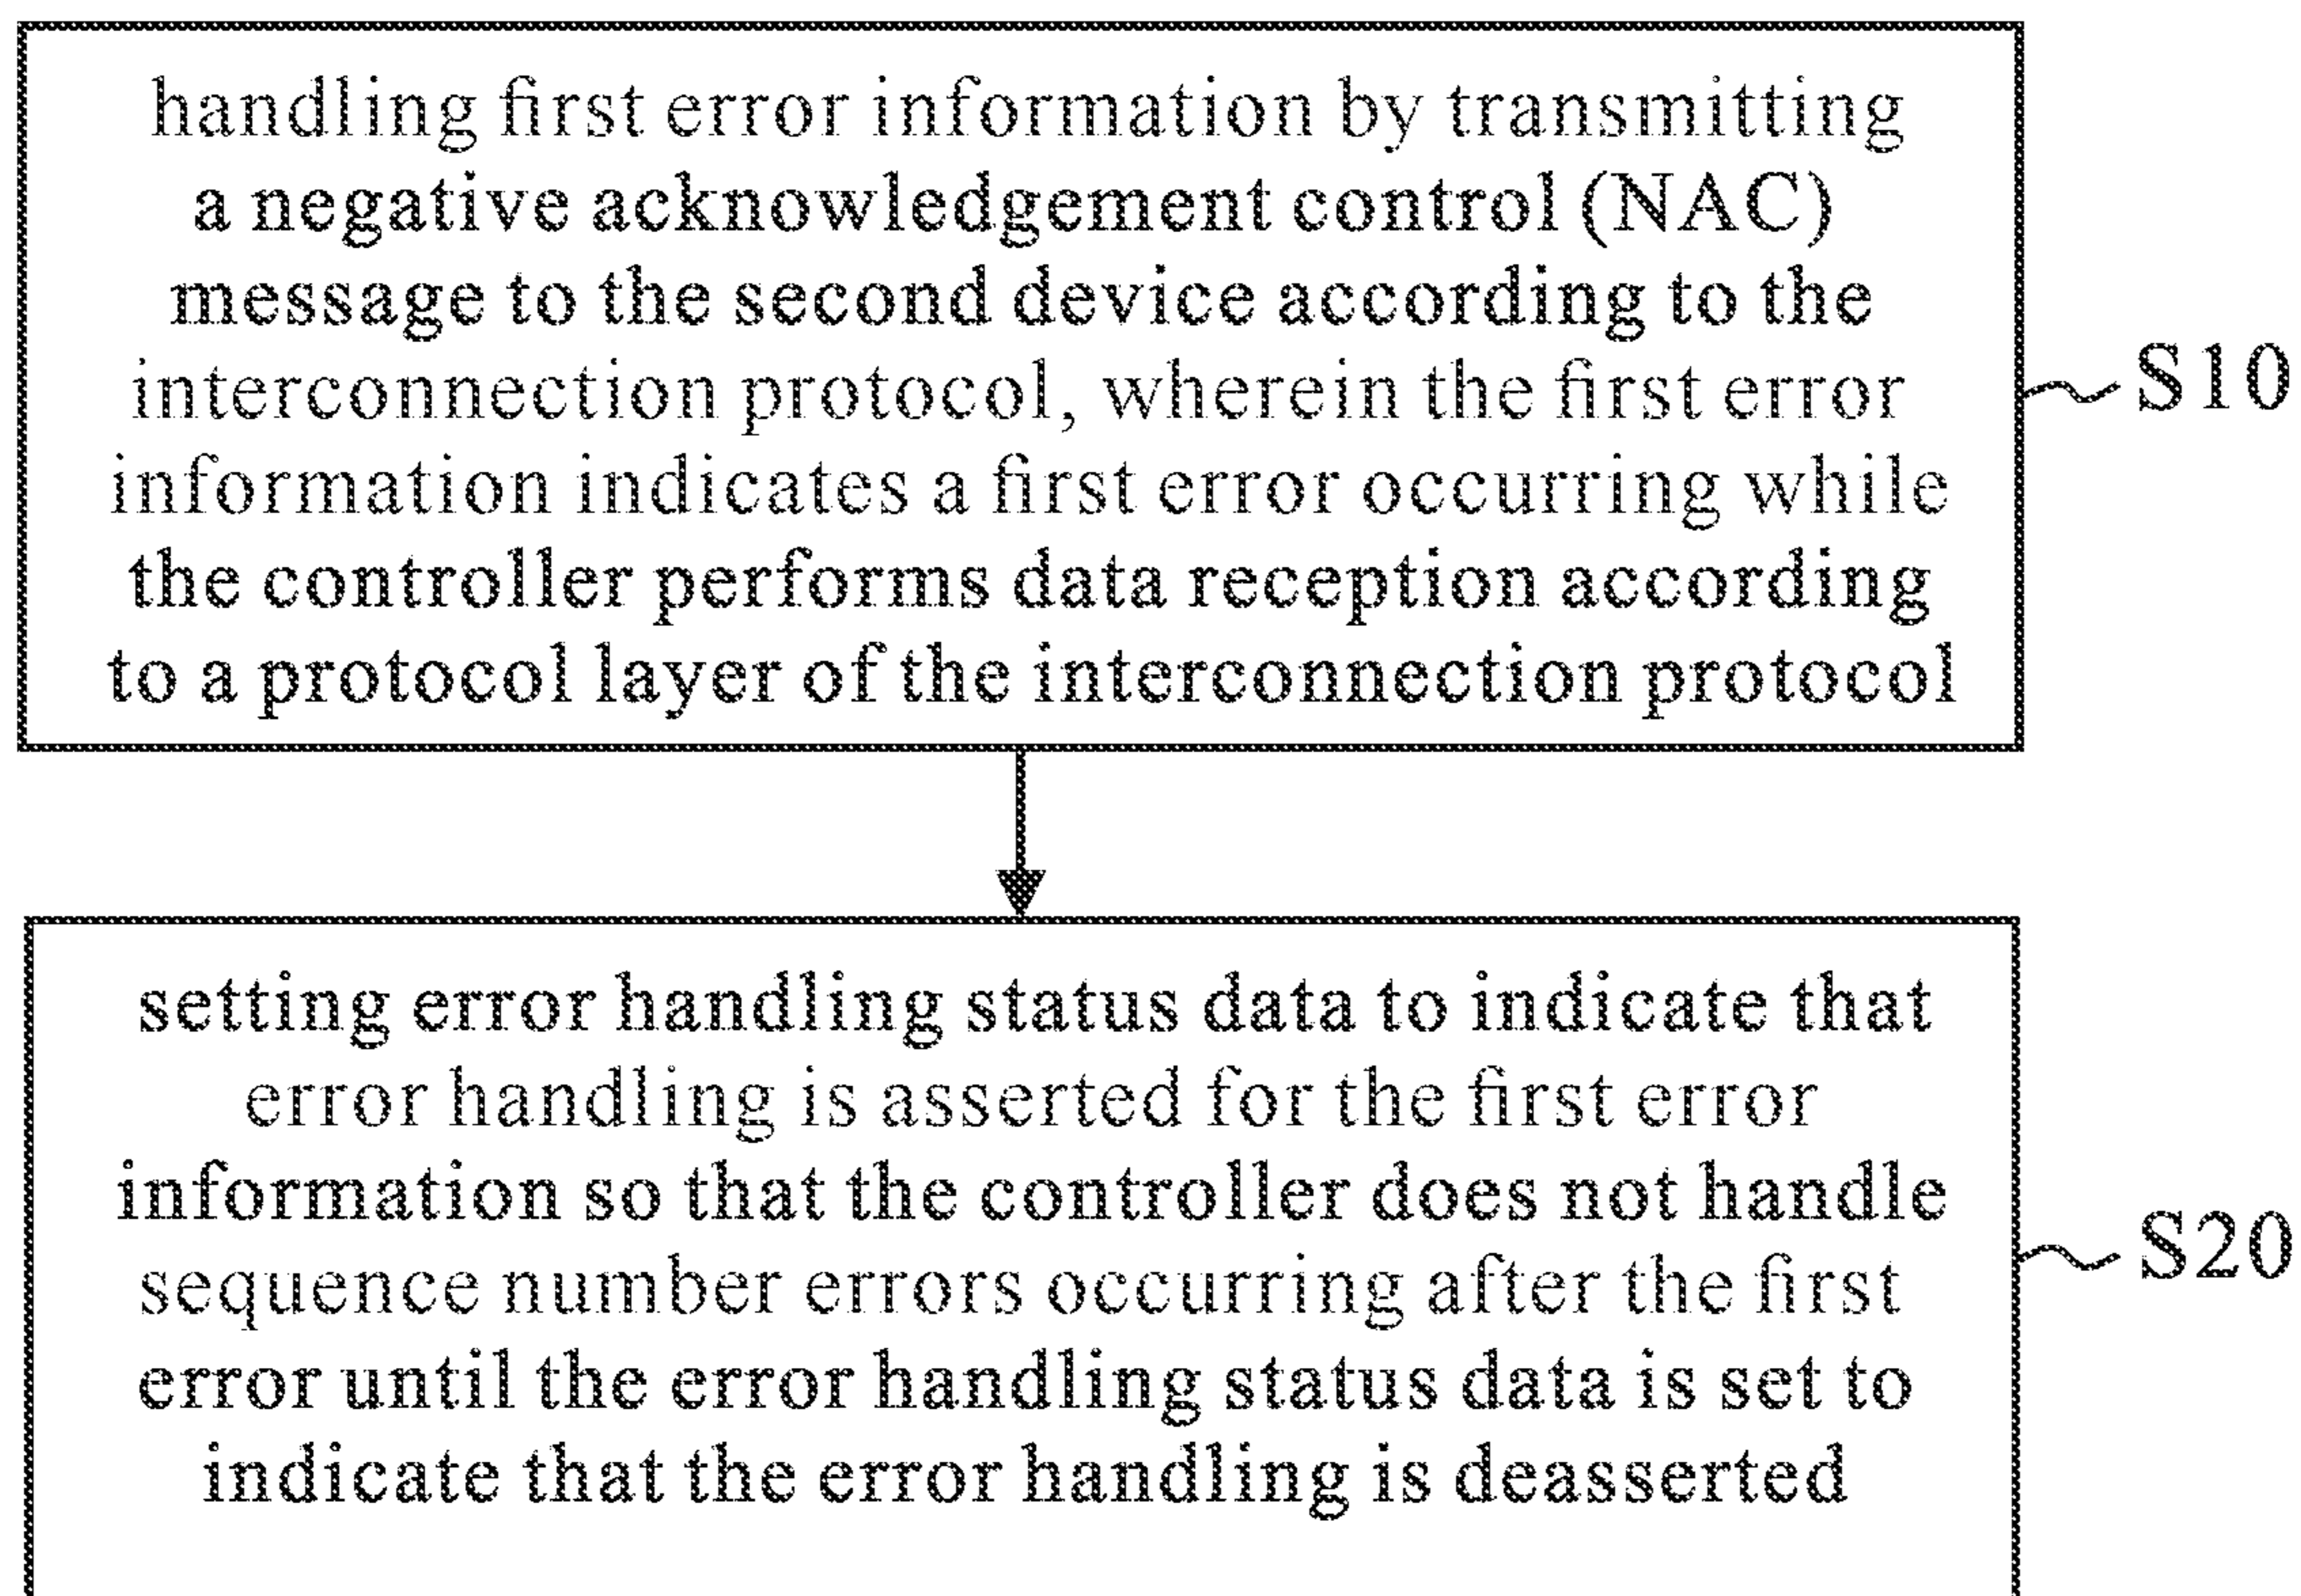 handling first error information by transmitting
a negative acknowledgement control (NAC)
message to the second device according to the
interconnection protocol, wherein the first error
information indicates a first error occurring while
the controller performs data reception according
to a protocol layer of the interconnection protocol
S10
setting error handling status data to indicate that
error handling is asserted for the first error
information so that the controller does not handle
sequence number errors occurring after the first
error until the error handling status data is set to
indicate that the error handling is deasserted
S20